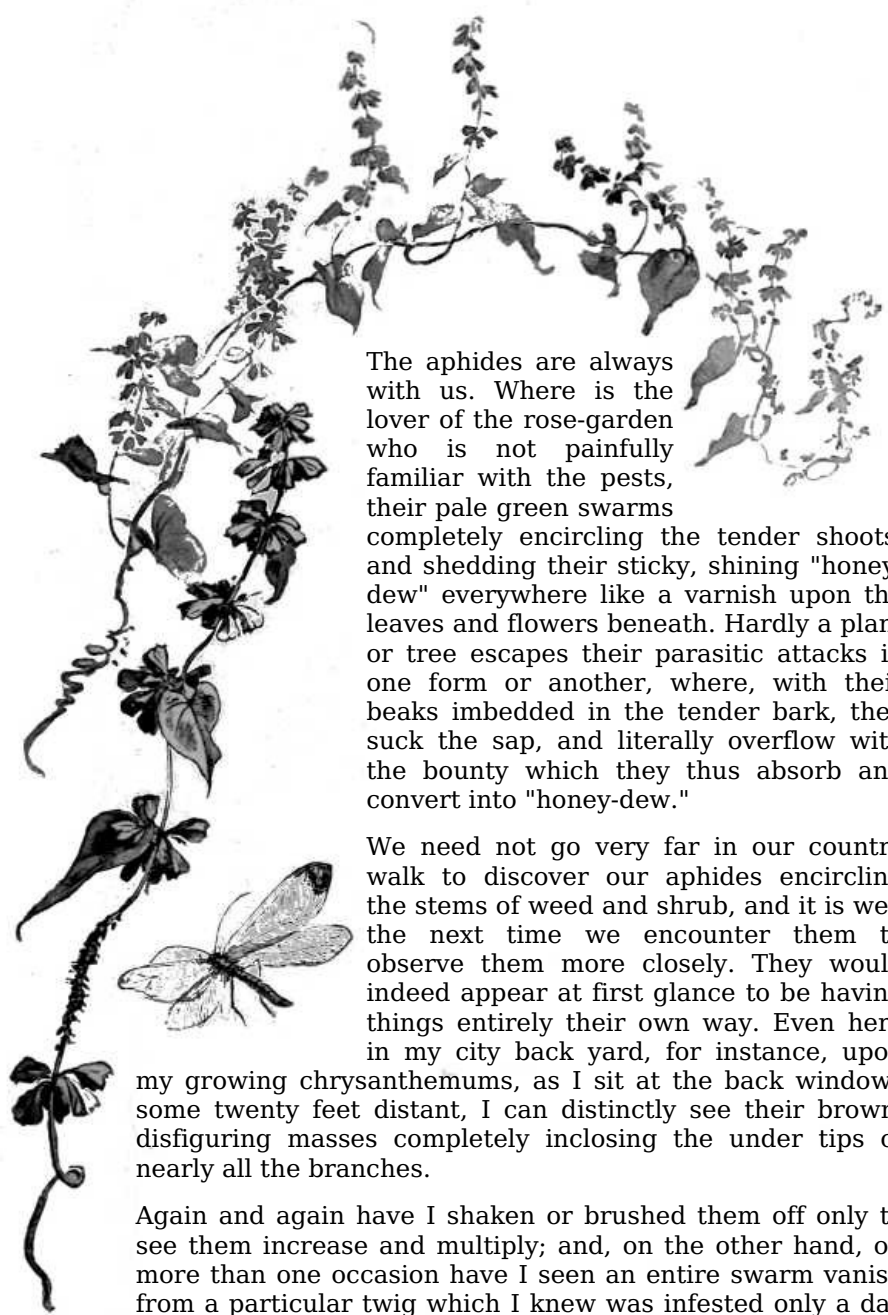 The aphides are always
with us. Where is the
lover of the rose-garden
who is not painfully
familiar with the pests,
their pale green swarms
completely encircling the tender shoots
and shedding their sticky, shining "honey
dew" everywhere like a varnish upon th
leaves and flowers beneath. Hardly a plan
or tree escapes their parasitic attacks i
one form or another, where, with thei
beaks imbedded in the tender bark, the
suck the sap, and literally overflow wit
the bounty which they thus absorb an
convert into "honey-dew."
We need not go very far in our countr
walk to discover our aphides encirclin
the stems of weed and shrub, and it is we
the next time we encounter them t
observe them more closely. They woul
indeed appear at first glance to be havin
things entirely their own way. Even her
in my city back yard, for instance, upo
my growing chrysanthemums, as I sit at the back window
some twenty feet distant, I can distinctly see their brown
disfiguring masses completely inclosing the under tips o
nearly all the branches.
Again and again have I shaken or brushed them off only t
see them increase and multiply; and, on the other hand, o
more than one occasion have I seen an entire swarm vanis
from a particular twig which I knew was infested only a da